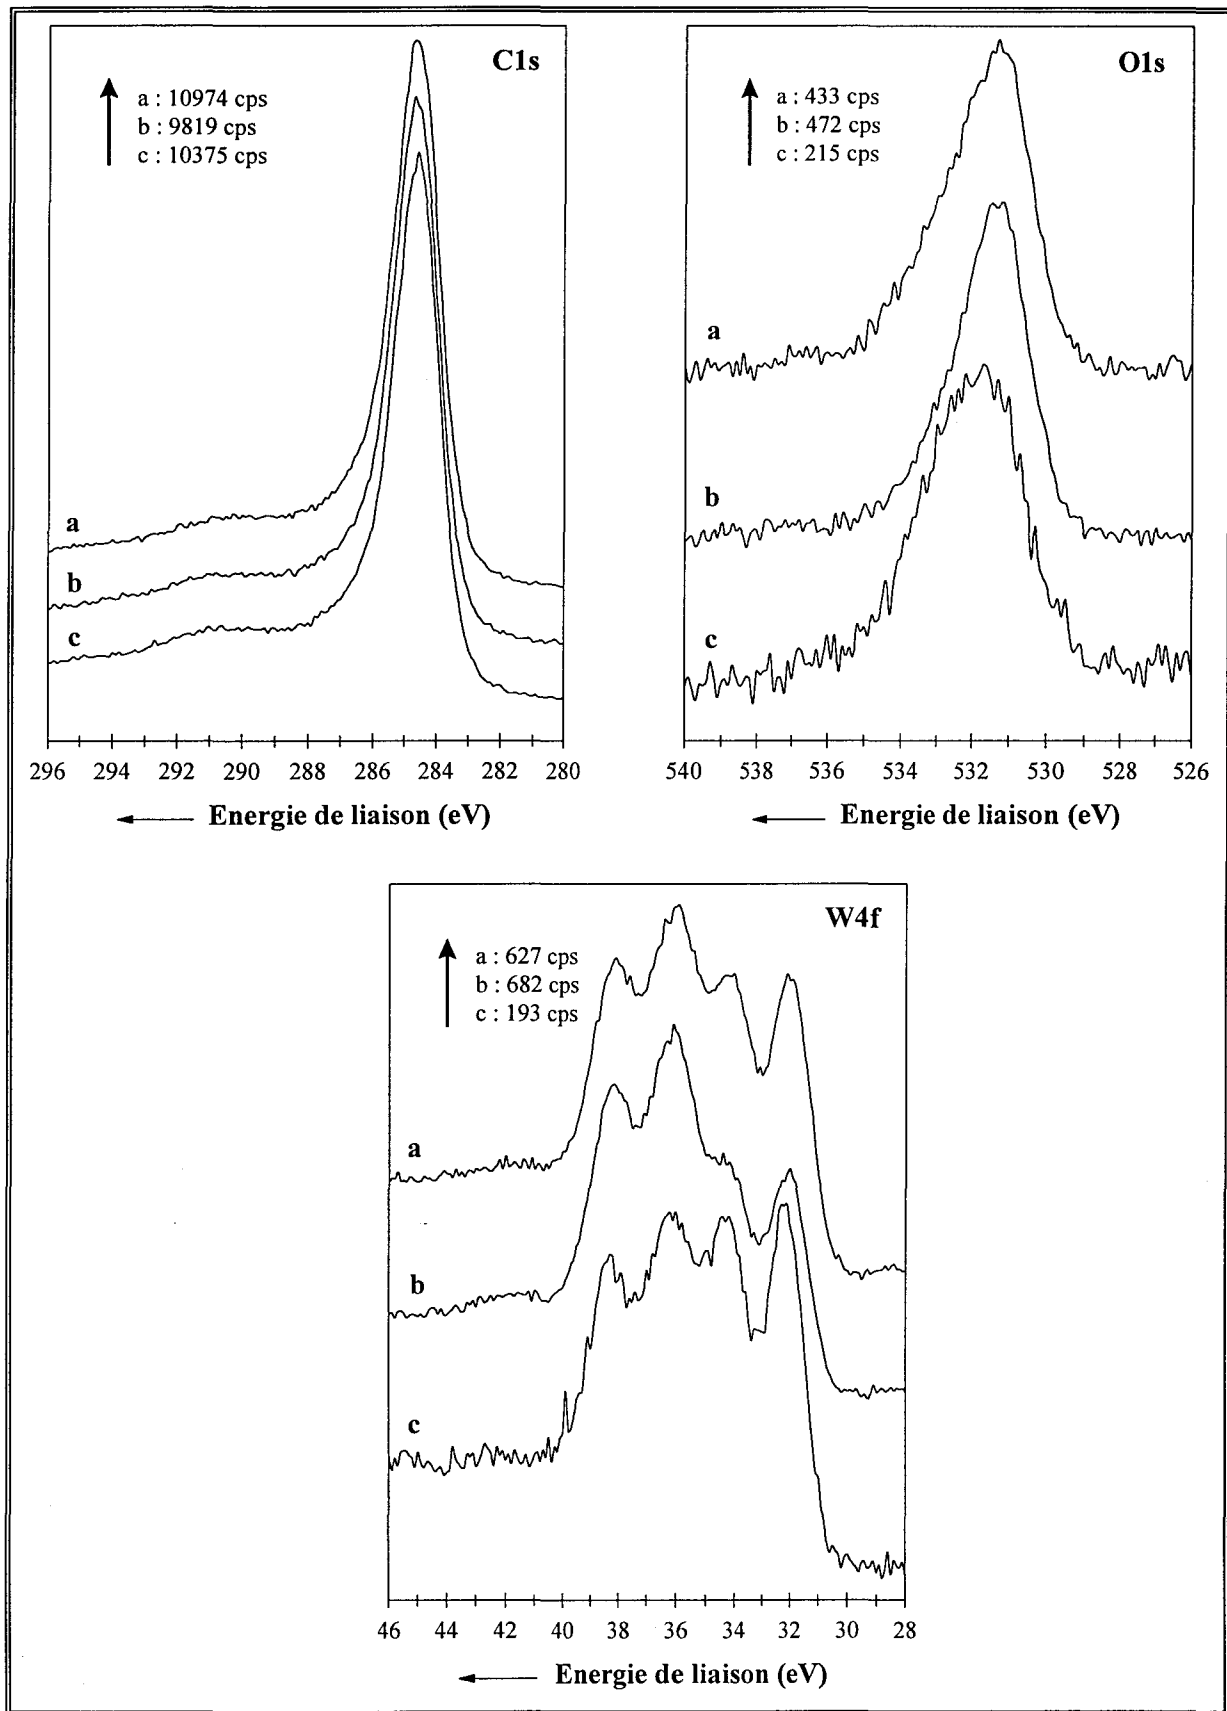 C1s
a : 10974 cps
b : 9819 cps
c : 10375 cps
a
b
c
296 294 292 290 288 286 284 282 280
Energie de liaison (eV)
O1s
a : 433 cps
b : 472 cps
c : 215 cps
a
b
c
540 538 536 534 532 530 528 526
Energie de liaison (eV)
W4f
a : 627 cps
b : 682 cps
c : 193 cps
a
b
c
46 44 42 40 38 36 34 32 30 28
Energie de liaison (eV)